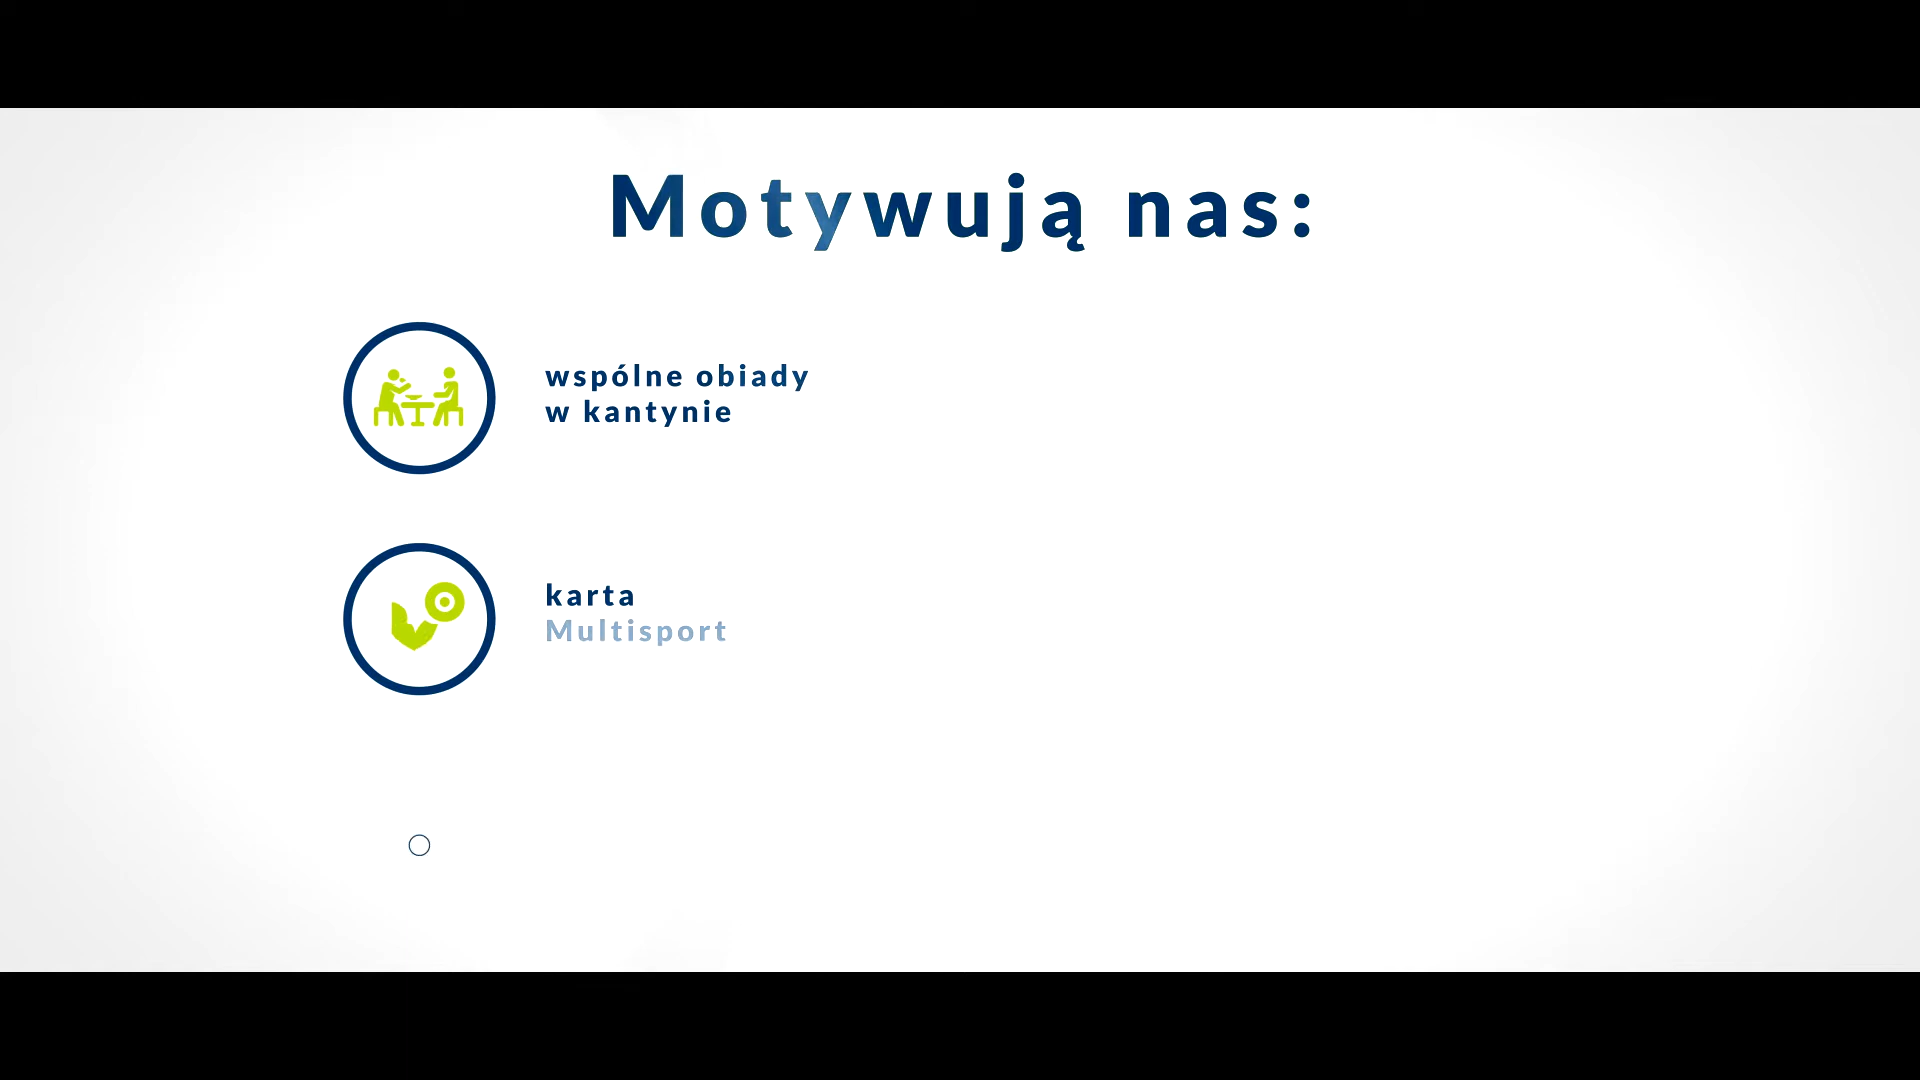 Motywują nas:
wspólne obiady
w kantynie
karta
Multisport